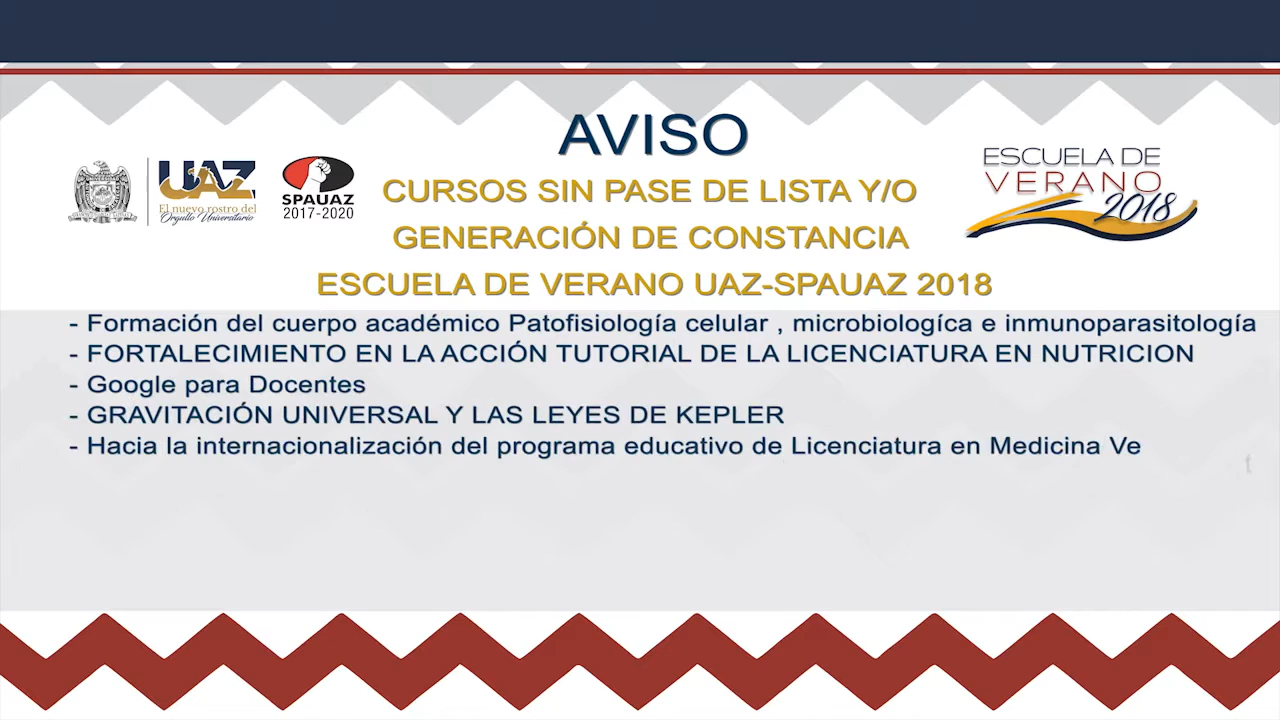 AVISO
UAZ
El nuevo rostro del
Orgullo Universitario
SPAUAZ
2017-2020
CURSOS SIN PASE DE LISTA Y/O
GENERACIÓN DE CONSTANCIA
ESCUELA DE VERANO UAZ-SPAUAZ 2018
ESCUELA DE
VERANO
2018
- Formación del cuerpo académico Patofisiología celular , microbiologíca e inmunoparasitología
- FORTALECIMIENTO EN LA ACCIÓN TUTORIAL DE LA LICENCIATURA EN NUTRICION
- Google para Docentes
- GRAVITACIÓN UNIVERSAL Y LAS LEYES DE KEPLER
- Hacia la internacionalización del programa educativo de Licenciatura en Medicina Ve
t